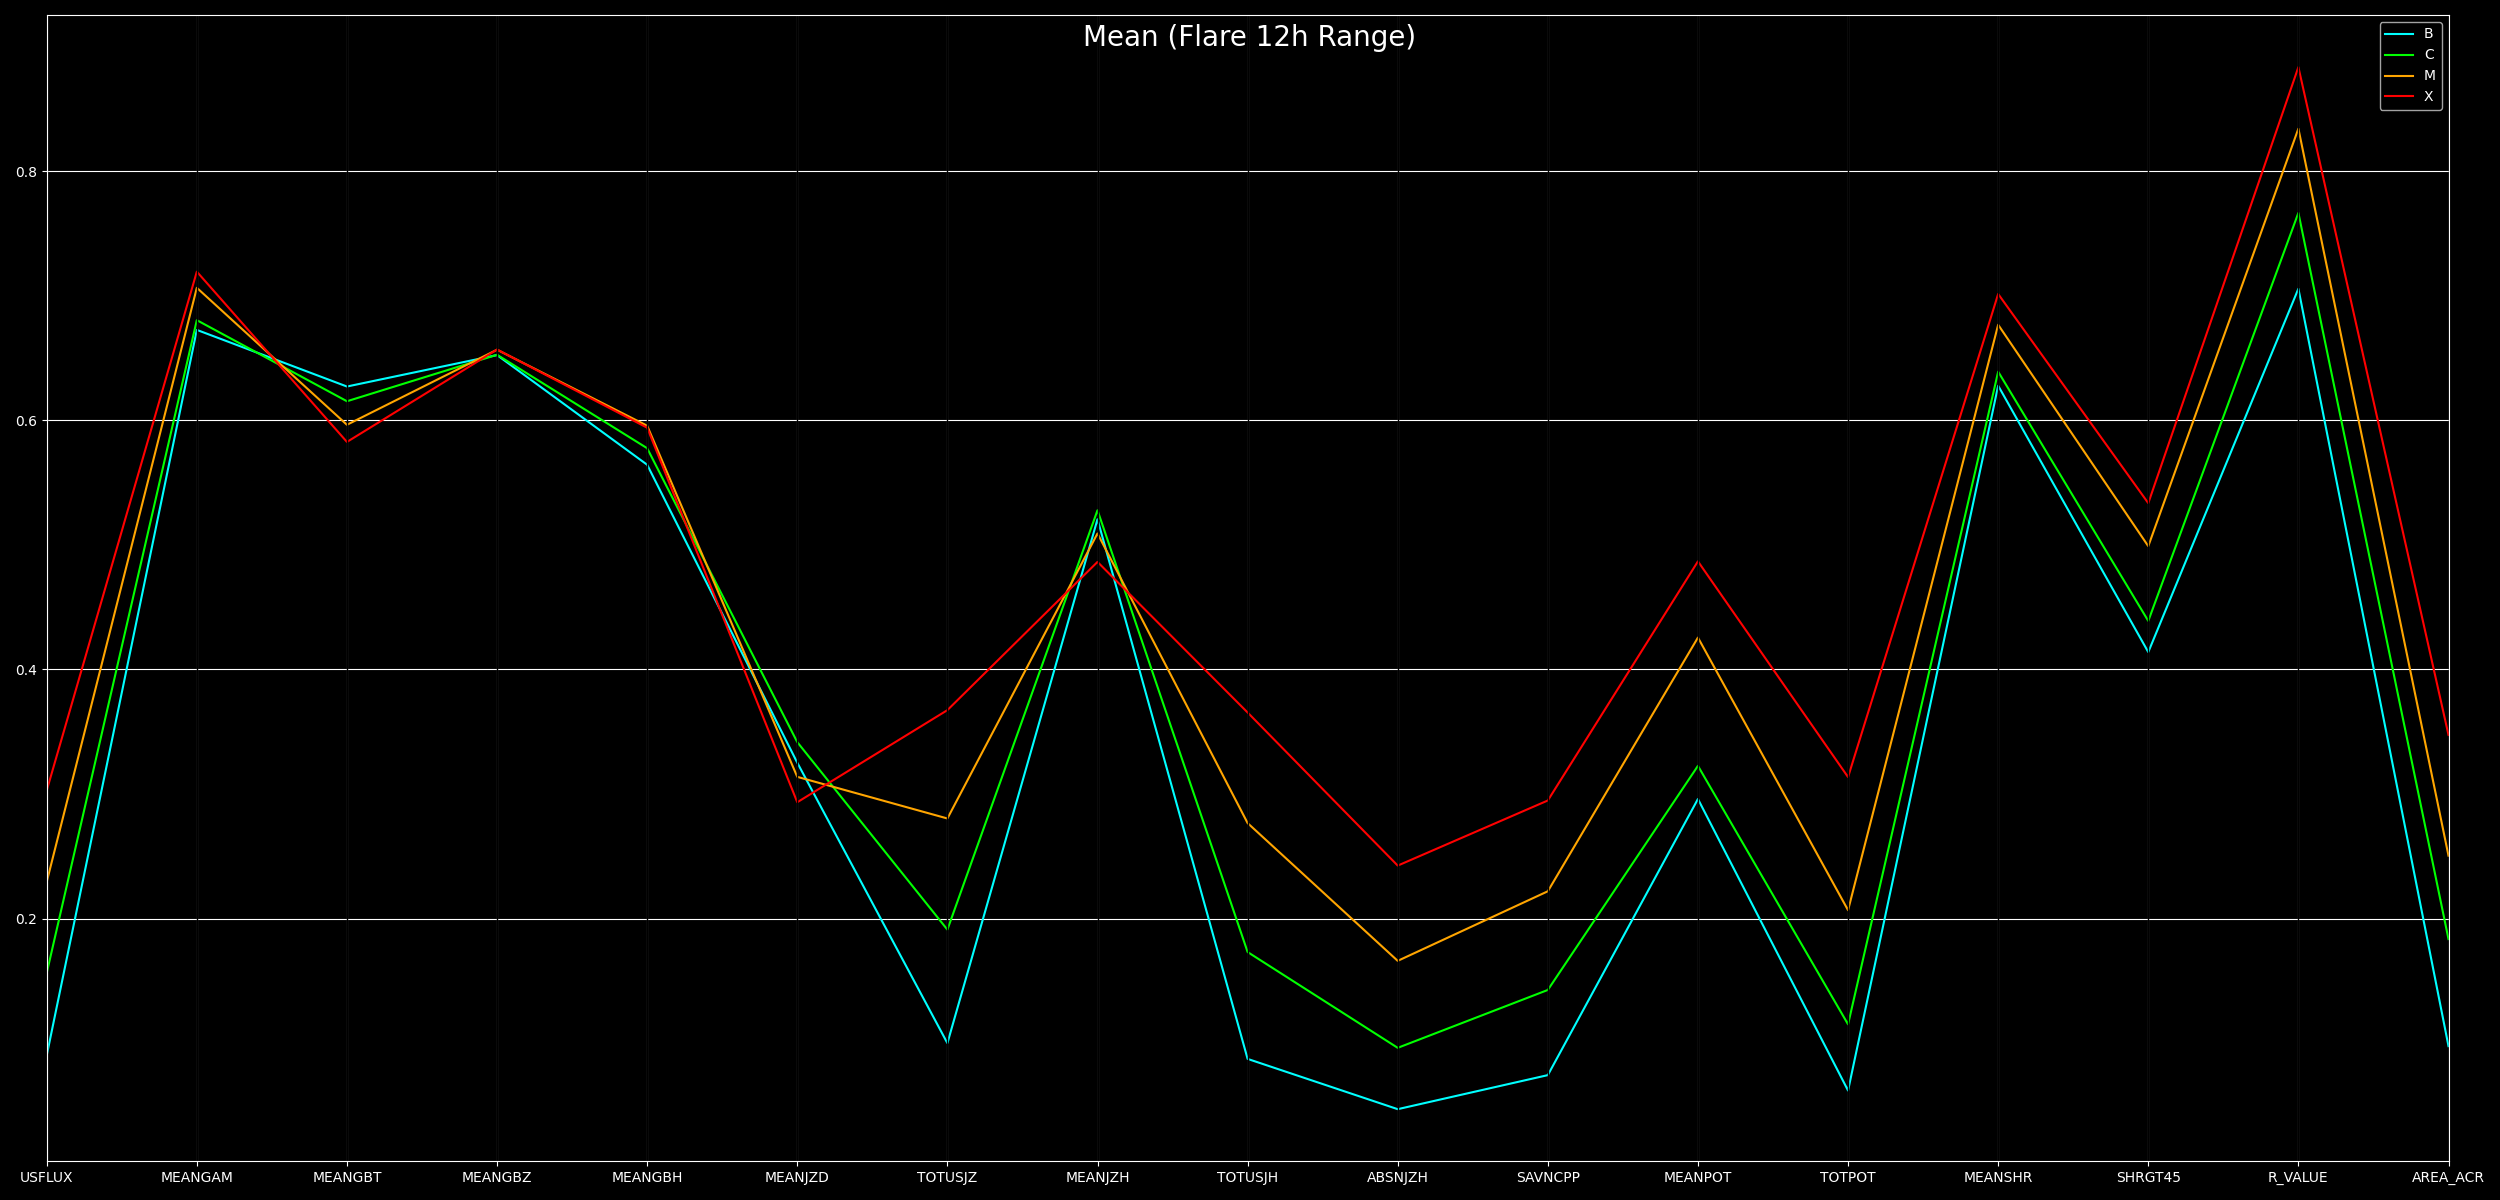 Mean (Flare 12h Range)
B
C
M
X
0.8
0.6
0.4
0.2
USFLUX MEANGAM MEANGBT MEANGBZ MEANGBH MEANJZD TOTUSJZ MEANJZH TOTUSJH ABSNJZH SAVNCPP MEANPOT TOTPOT MEANSHR SHRGT45 R_VALUE AREA_ACR